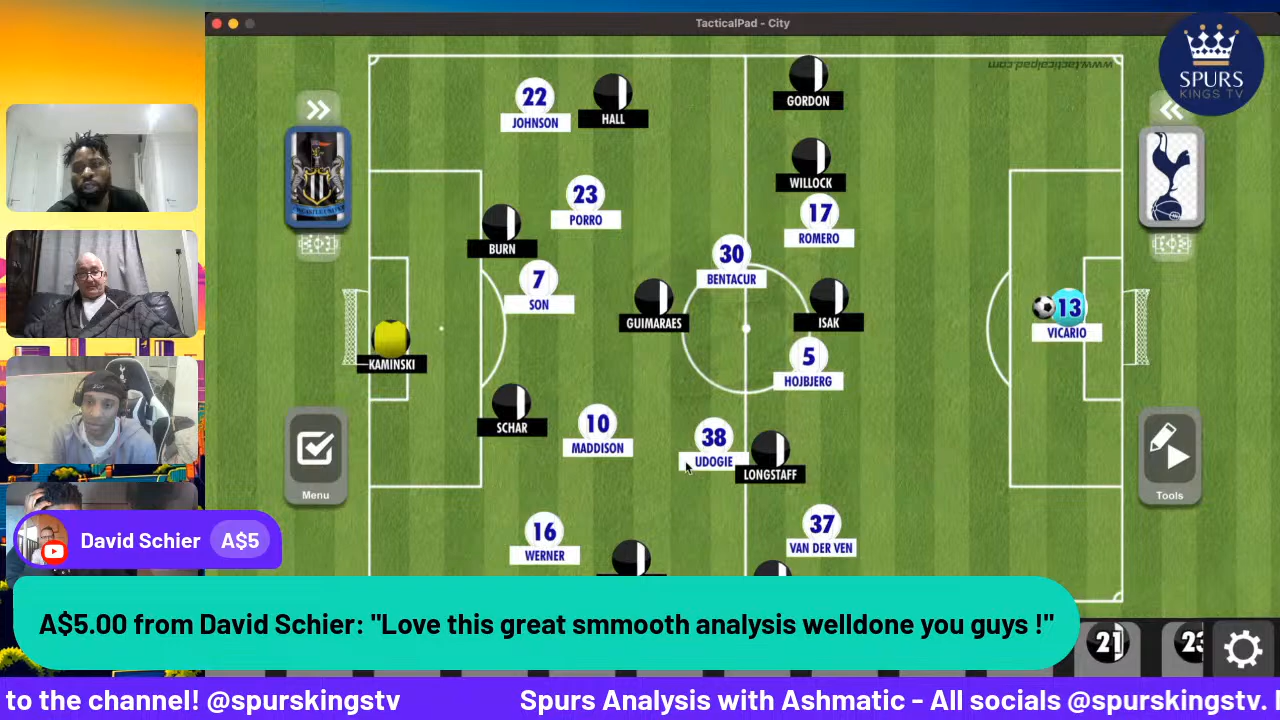 TacticalPad - City
www.tacticalpad.com
SPURS
KINGS TV
22
JOHNSON
HALL
GORDON
WILLOCK
23
PORRO
17
ROMERO
BURN
30
BENTACUR
7
SON
GUIMARAES
ISAK
13
VICARIO
KAMINSKI
5
HOJBJERG
SCHAR
10
MADDISON
38
UDOGIE
LONGSTAFF
Menu
Tools
16
WERNER
37
VAN DER VEN
David Schier A$5
A$5.00 from David Schier: "Love this great smmooth analysis welldone you guys !"
21
23
to the channel! @spurskingstv Spurs Analysis with Ashmatic - All socials @spurskingstv.